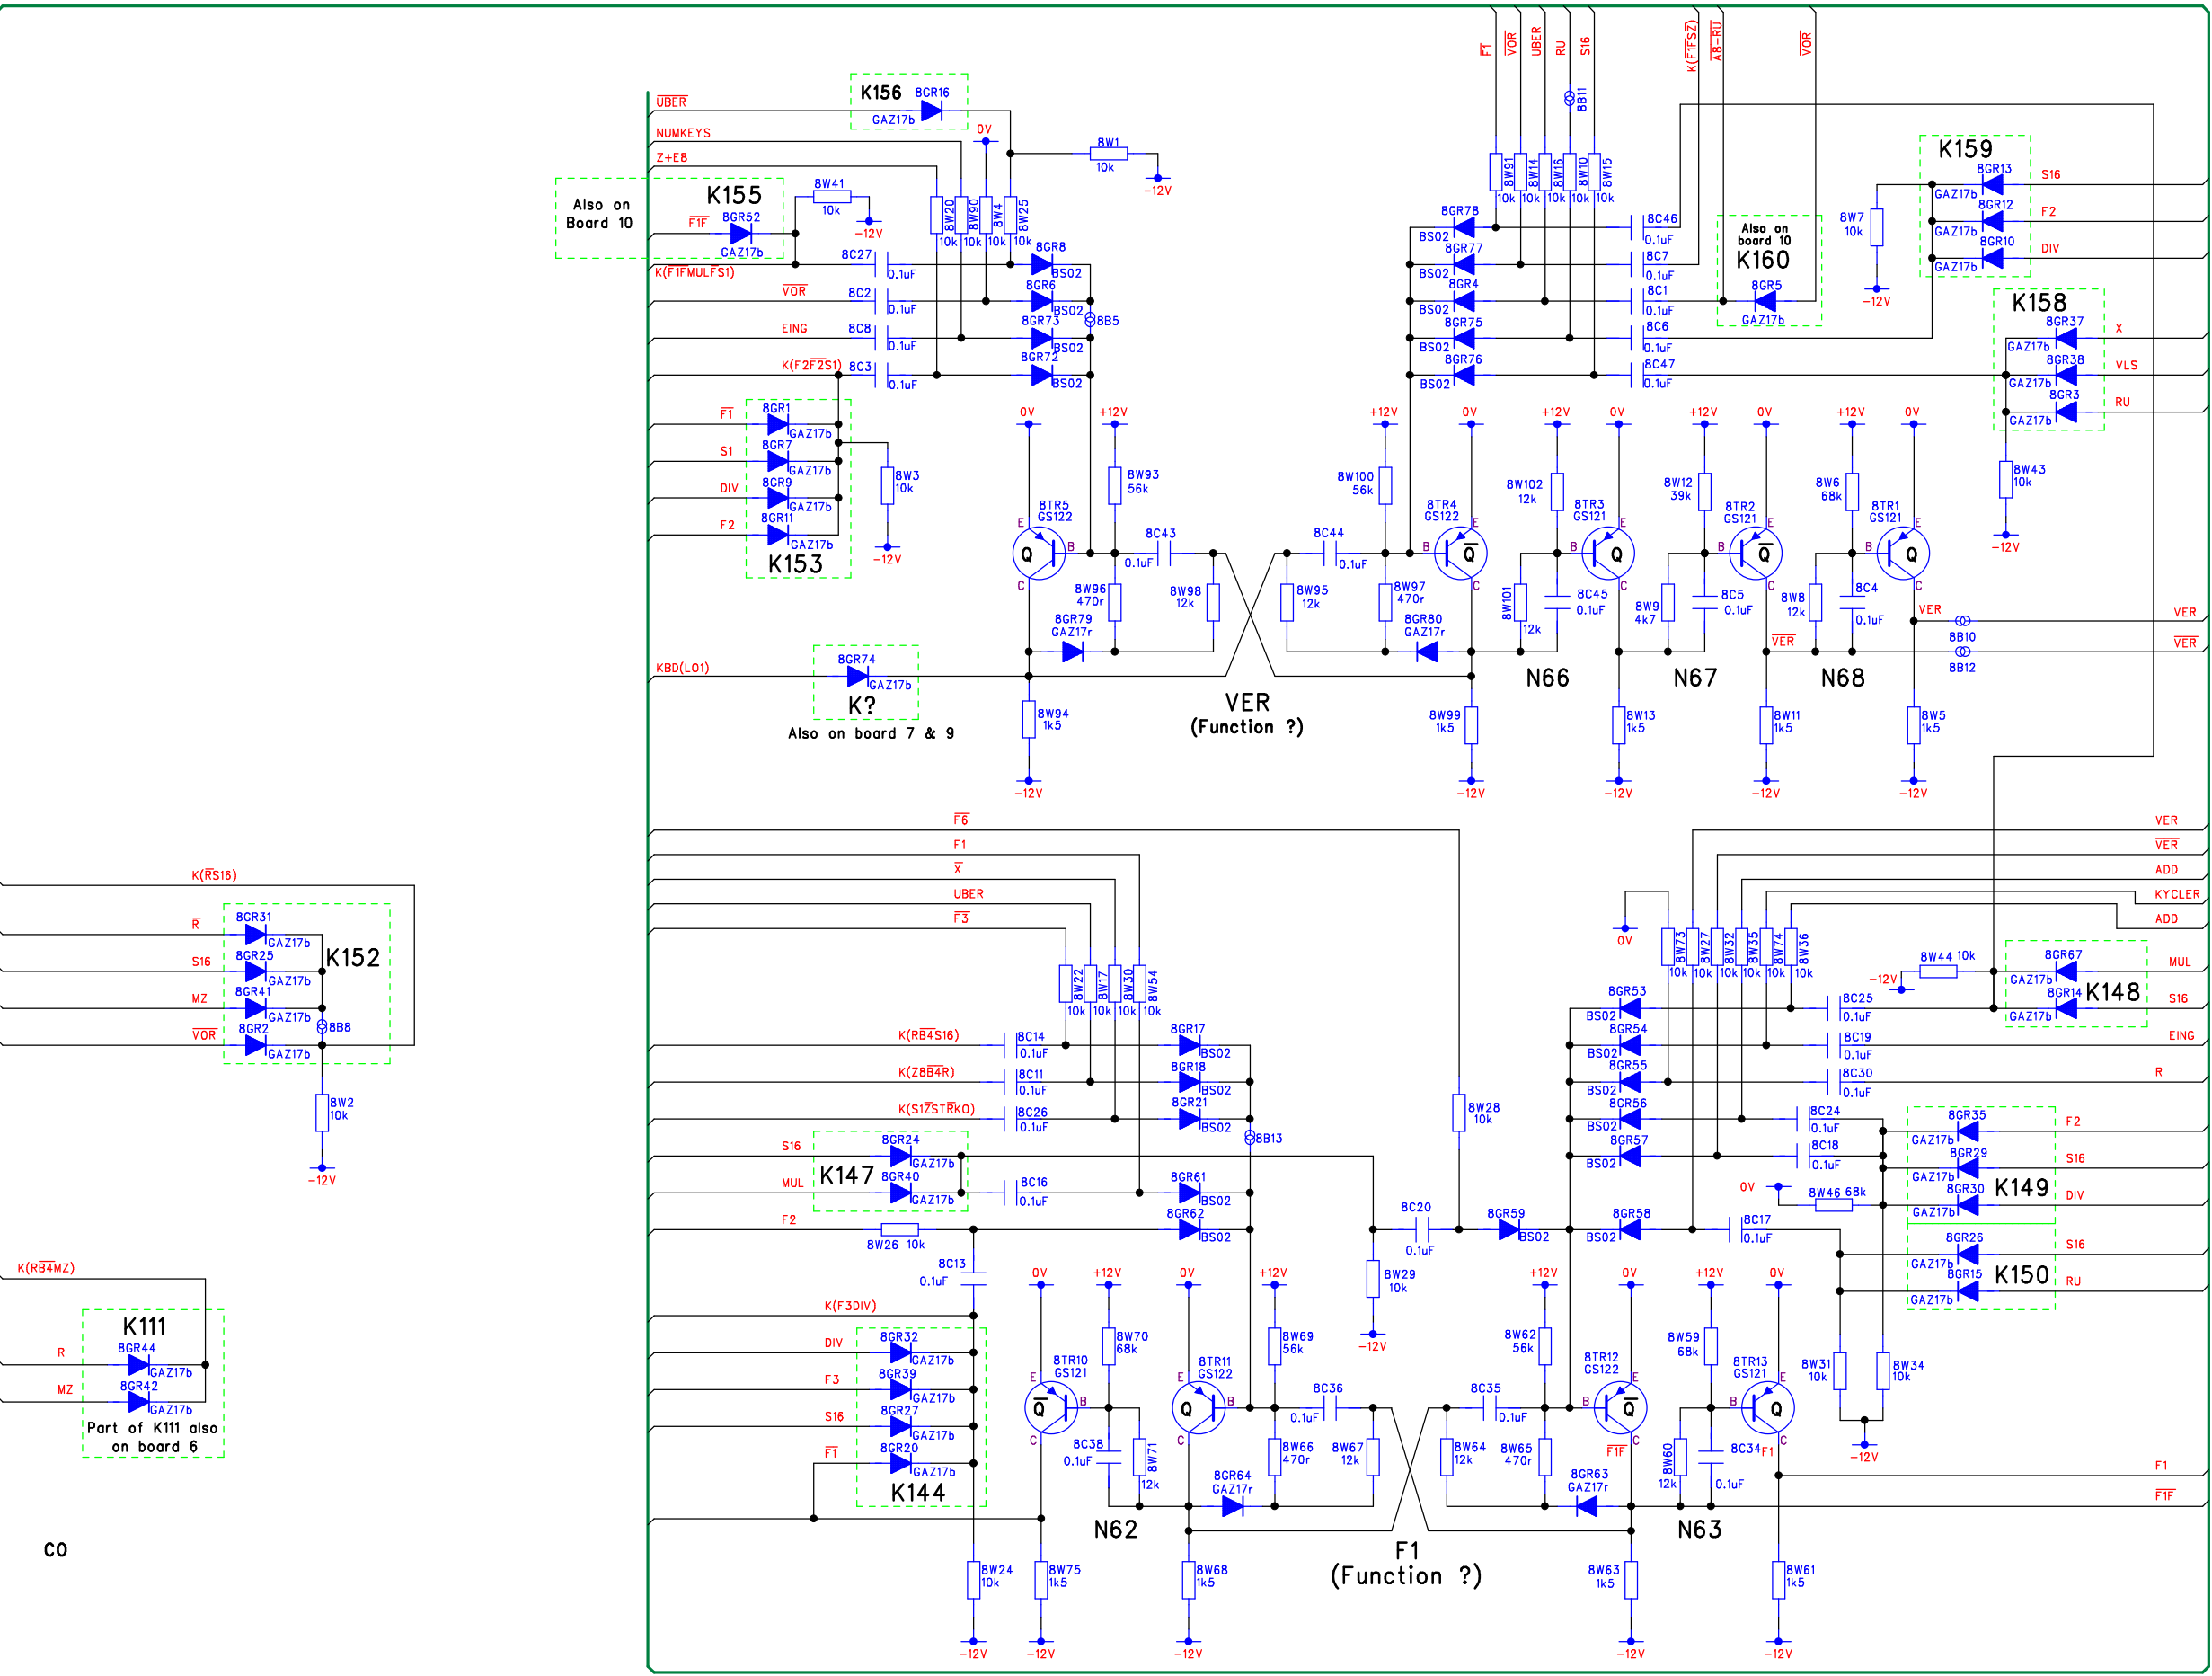 F1
VOR
UBER
RU
S16
K(F1FSZ)
AB-RU
VOR
8B11
UBER
K156
8GR16
GAZ17b
NUMKEYS
0V
8W1
10k
-12V
Z+E8
Also on
Board 10
K155
8GR52
GAZ17b
F1F
8W41
10k
-12V
K(F1FMULFS1)
8W20
10k
8W90
10k
8W4
10k
8W25
10k
8C27
0.1uF
8GR8
BS02
VOR
8C2
0.1uF
8GR6
BS02
8B5
EING
8C8
0.1uF
8GR73
BS02
K(F2F2S1)
8C3
0.1uF
8GR72
BS02
F1
8GR1
GAZ17b
S1
8GR7
GAZ17b
DIV
8GR9
GAZ17b
F2
8GR11
GAZ17b
K153
8W3
10k
-12V
0V
+12V
8W93
56k
8TR5
GS122
E
Q
B
C
8C43
0.1uF
8W96
470r
8W98
12k
8GR79
GAZ17r
KBD(L01)
8GR74
GAZ17b
K?
Also on board 7 & 9
8W94
1k5
-12V
VER
(Function ?)
8W91
10k
8W14
10k
8W16
10k
8W10
10k
8W15
10k
8GR78
BS02
8C46
0.1uF
8GR77
BS02
8C7
0.1uF
8GR4
BS02
8C1
0.1uF
8GR75
BS02
8C6
0.1uF
8GR76
BS02
8C47
0.1uF
Also on
board 10
K160
8GR5
GAZ17b
K159
8GR13
GAZ17b
S16
8GR12
GAZ17b
F2
8GR10
GAZ17b
DIV
8W7
10k
-12V
K158
8GR37
GAZ17b
X
8GR38
GAZ17b
VLS
8GR3
GAZ17b
RU
8W43
10k
-12V
+12V
0V
+12V
0V
+12V
0V
+12V
0V
8W100
56k
8TR4
GS122
8W102
12k
8TR3
GS121
8W12
39k
8TR2
GS121
8W6
68k
8TR1
GS121
8C44
0.1uF
B
E
Q
C
B
E
Q
C
B
E
Q
C
B
E
Q
C
8W95
12k
8W97
470r
8GR80
GAZ17r
8W101
12k
8C45
0.1uF
8W9
4k7
8C5
0.1uF
8W8
12k
8C4
0.1uF
VER
VER
8B10
8B12
VER
VER
N66
N67
N68
8W99
1k5
8W13
1k5
8W11
1k5
8W5
1k5
-12V
-12V
-12V
-12V
K(RS16)
R
8GR31
GAZ17b
S16
8GR25
GAZ17b
K152
MZ
8GR41
GAZ17b
8B8
VOR
8GR2
GAZ17b
8W2
10k
-12V
K(RB4MZ)
K111
R
8GR44
GAZ17b
MZ
8GR42
GAZ17b
Part of K111 also
on board 6
CO
F6
F1
X
UBER
F3
8W22
10k
8W17
10k
8W30
10k
8W54
10k
K(RB4S16)
8C14
0.1uF
8GR17
BS02
K(Z8B4R)
8C11
0.1uF
8GR18
BS02
K(S1ZSTRKO)
8C26
0.1uF
8GR21
BS02
8B13
S16
8GR24
GAZ17b
K147
MUL
8GR40
GAZ17b
8C16
0.1uF
8GR61
BS02
F2
8W26 10k
8GR62
BS02
8C13
0.1uF
K(F3DIV)
DIV
8GR32
GAZ17b
F3
8GR39
GAZ17b
S16
8GR27
GAZ17b
F1
8GR20
GAZ17b
K144
0V
+12V
0V
+12V
8W70
68k
8TR10
GS121
8TR11
GS122
8W69
56k
E
Q
B
C
E
Q
B
C
8C38
0.1uF
8W71
12k
8C36
0.1uF
8W66
470r
8W67
12k
8GR64
GAZ17r
N62
8W24
10k
8W75
1k5
8W68
1k5
-12V
-12V
-12V
F1
(Function ?)
8W28
10k
8C20
0.1uF
8GR59
BS02
8W29
10k
-12V
VER
VER
ADD
KYCLER
ADD
0V
8W73
10k
8W27
10k
8W32
10k
8W35
10k
8W74
10k
8W36
10k
8W44 10k
-12V
8GR67
GAZ17b
MUL
8GR14
GAZ17b
K148
S16
8GR53
BS02
8C25
0.1uF
8GR54
BS02
8C19
0.1uF
EING
8GR55
BS02
8C30
0.1uF
R
8GR56
BS02
8C24
0.1uF
8GR57
BS02
8C18
0.1uF
8GR35
GAZ17b
F2
8GR29
GAZ17b
S16
8GR30
GAZ17b
K149
DIV
0V
8W46 68k
8GR58
BS02
8C17
0.1uF
8GR26
GAZ17b
S16
8GR15
GAZ17b
K150
RU
8W31
10k
8W34
10k
-12V
+12V
0V
+12V
0V
8W62
56k
8TR12
GS122
8W59
68k
8TR13
GS121
8C35
0.1uF
B
E
Q
C
B
E
Q
C
8W64
12k
8W65
470r
8GR63
GAZ17r
F1F
8W60
12k
8C34
0.1uF
F1
F1
F1F
N63
8W63
1k5
8W61
1k5
-12V
-12V